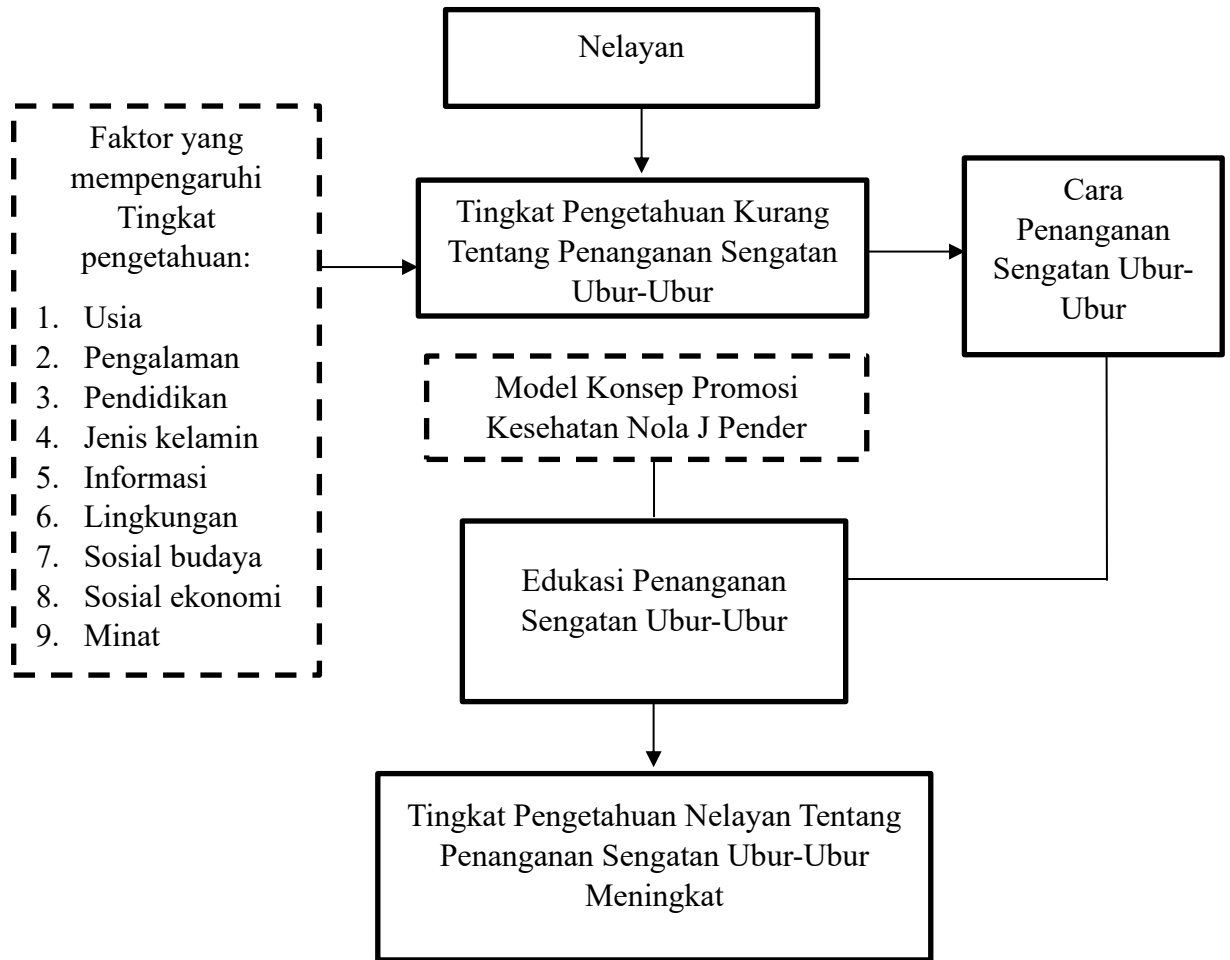 Nelayan
Faktor yang
mempengaruhi
Tingkat
pengetahuan:
1. Usia
2. Pengalaman
3. Pendidikan
4. Jenis kelamin
5. Informasi
6. Lingkungan
7. Sosial budaya
8. Sosial ekonomi
9. Minat
Tingkat Pengetahuan Kurang
Tentang Penanganan Sengatan
Ubur-Ubur
Cara
Penanganan
Sengatan Ubur-
Ubur
Model Konsep Promosi
Kesehatan Nola J Pender
Edukasi Penanganan
Sengatan Ubur-Ubur
Tingkat Pengetahuan Nelayan Tentang
Penanganan Sengatan Ubur-Ubur
Meningkat